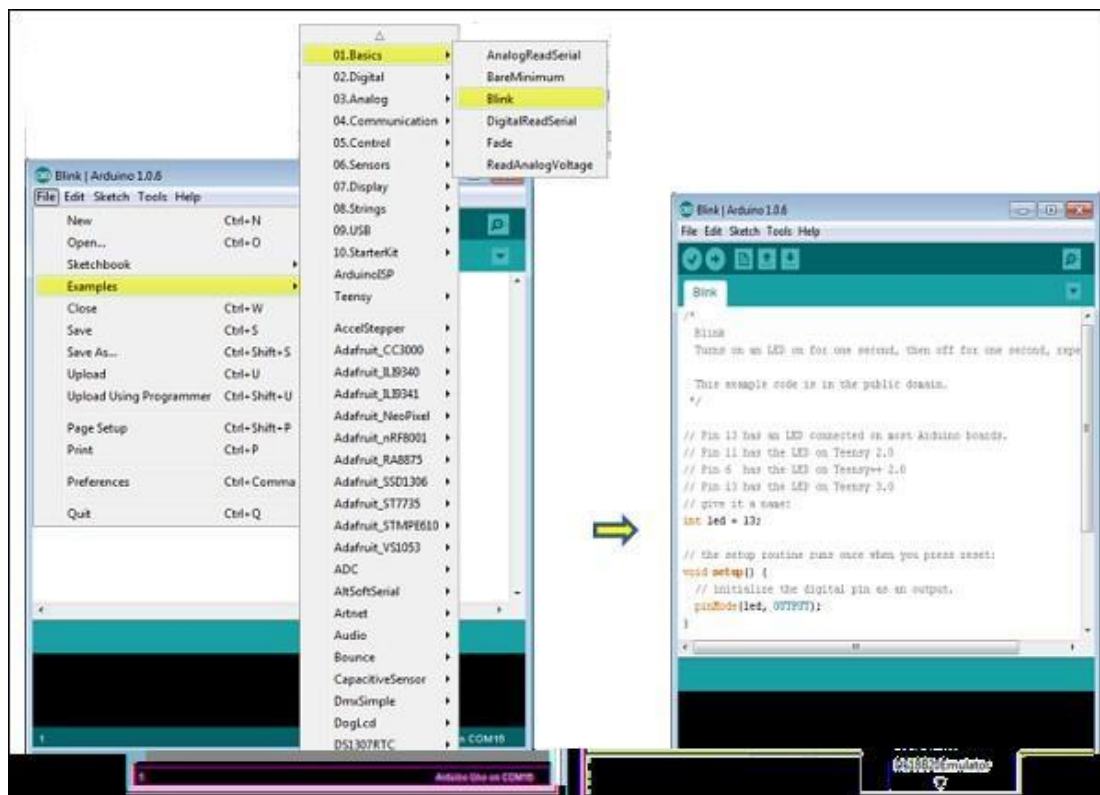 Blink | Arduino 1.0.6
File Edit Sketch Tools Help
New Ctrl+N
Open... Ctrl+O
Sketchbook
Examples
Close Ctrl+W
Save Ctrl+S
Save As... Ctrl+Shift+S
Upload Ctrl+U
Upload Using Programmer Ctrl+Shift+U
Page Setup Ctrl+Shift+P
Print Ctrl+P
Preferences Ctrl+Comma
Quit Ctrl+Q
01.Basics
02.Digital
03.Analog
04.Communication
05.Control
06.Sensors
07.Display
08.Strings
09.USB
10.StarterKit
ArduinoISP
Teensy
AccelStepper
Adafruit_CC3000
Adafruit_ILI9340
Adafruit_ILI9341
Adafruit_NeoPixel
Adafruit_nRF8001
Adafruit_RA8875
Adafruit_SSD1306
Adafruit_ST7735
Adafruit_STMPE610
Adafruit_VS1053
ADC
AltSoftSerial
Artnet
Audio
Bounce
CapacitiveSensor
DmxSimple
DogLcd
DS1307RTC
AnalogReadSerial
BareMinimum
Blink
DigitalReadSerial
Fade
ReadAnalogVoltage
1
on COM16
1 Arduino Uno on COM16
Blink | Arduino 1.0.6
File Edit Sketch Tools Help
Blink
/*
Blink
Turns on an LED on for one second, then off for one second, repe
This example code is in the public domain.
*/
// Pin 13 has an LED connected on most Arduino boards.
// Pin 11 has the LED on Teensy 2.0
// Pin 6 has the LED on Teensy++ 2.0
// Pin 13 has the LED on Teensy 3.0
// give it a name:
int led = 13;
// the setup routine runs once when you press reset:
void setup() {
// initialize the digital pin as an output.
pinMode(led, OUTPUT);
}